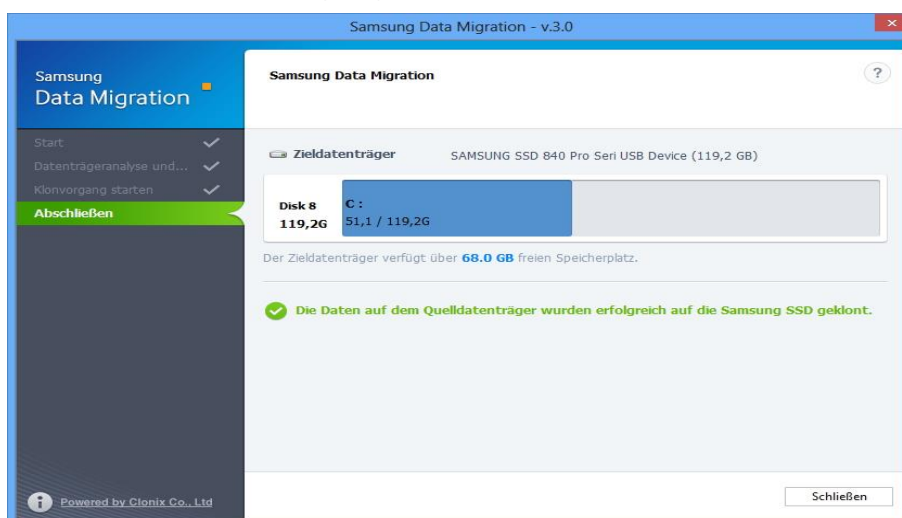 Samsung Data Migration - v.3.0
Samsung
Data Migration
Samsung Data Migration
?
Start
Datenträgeranalyse und...
Klonvorgang starten
Abschließen
Zieldatenträger
SAMSUNG SSD 840 Pro Seri USB Device (119,2 GB)
Disk 8
119,2G
C :
51,1 / 119,2G
Der Zieldatenträger verfügt über 68.0 GB freien Speicherplatz.
Die Daten auf dem Quelldatenträger wurden erfolgreich auf die Samsung SSD geklont.
Powered by Clonix Co., Ltd
Schließen